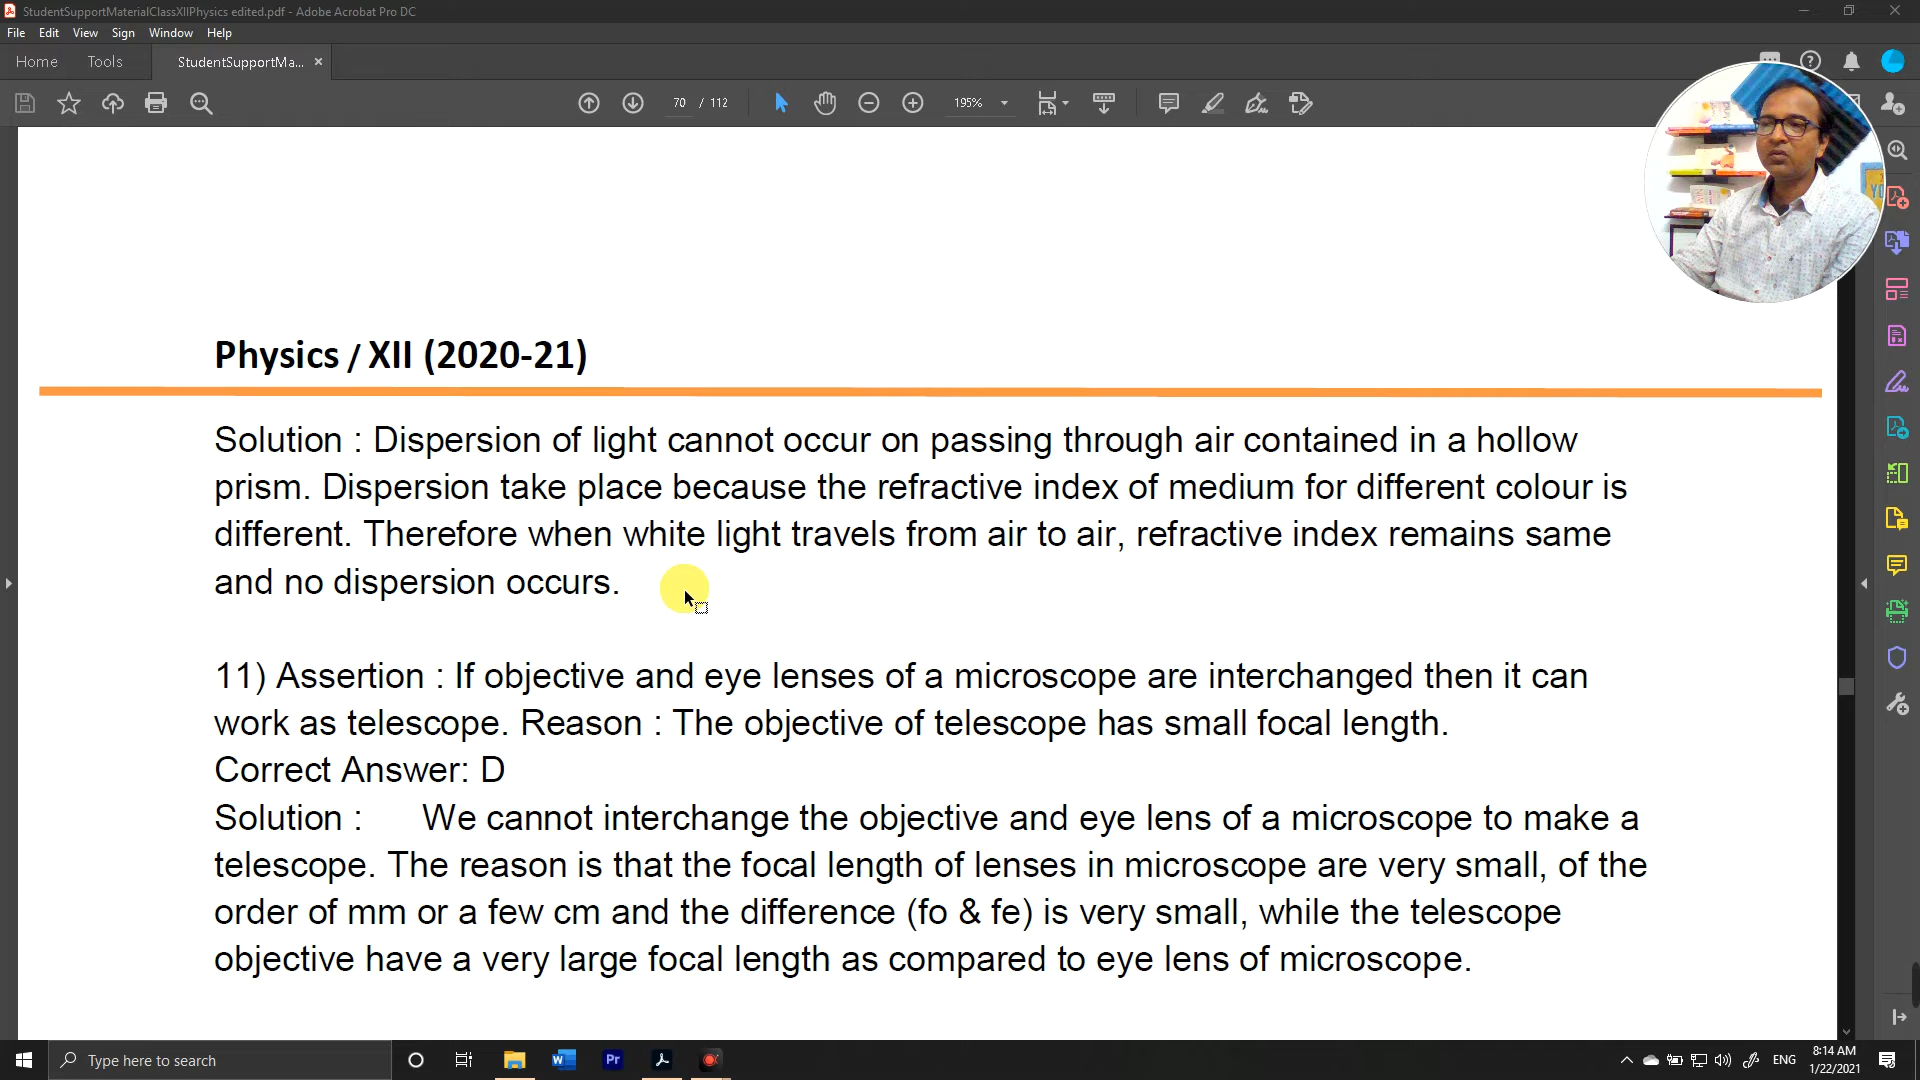 StudentSupportMaterialClassXIIPhysics edited.pdf - Adobe Acrobat Pro DC
File Edit View Sign Window Help
Home Tools StudentSupportMa... ×
70 / 112 195%
Physics / XII (2020-21)
Solution : Dispersion of light cannot occur on passing through air contained in a hollow
prism. Dispersion take place because the refractive index of medium for different colour is
different. Therefore when white light travels from air to air, refractive index remains same
and no dispersion occurs.
11) Assertion : If objective and eye lenses of a microscope are interchanged then it can
work as telescope. Reason : The objective of telescope has small focal length.
Correct Answer: D
Solution : We cannot interchange the objective and eye lens of a microscope to make a
telescope. The reason is that the focal length of lenses in microscope are very small, of the
order of mm or a few cm and the difference (fo & fe) is very small, while the telescope
objective have a very large focal length as compared to eye lens of microscope.
Type here to search
W Pr
ENG
8:14 AM
1/22/2021